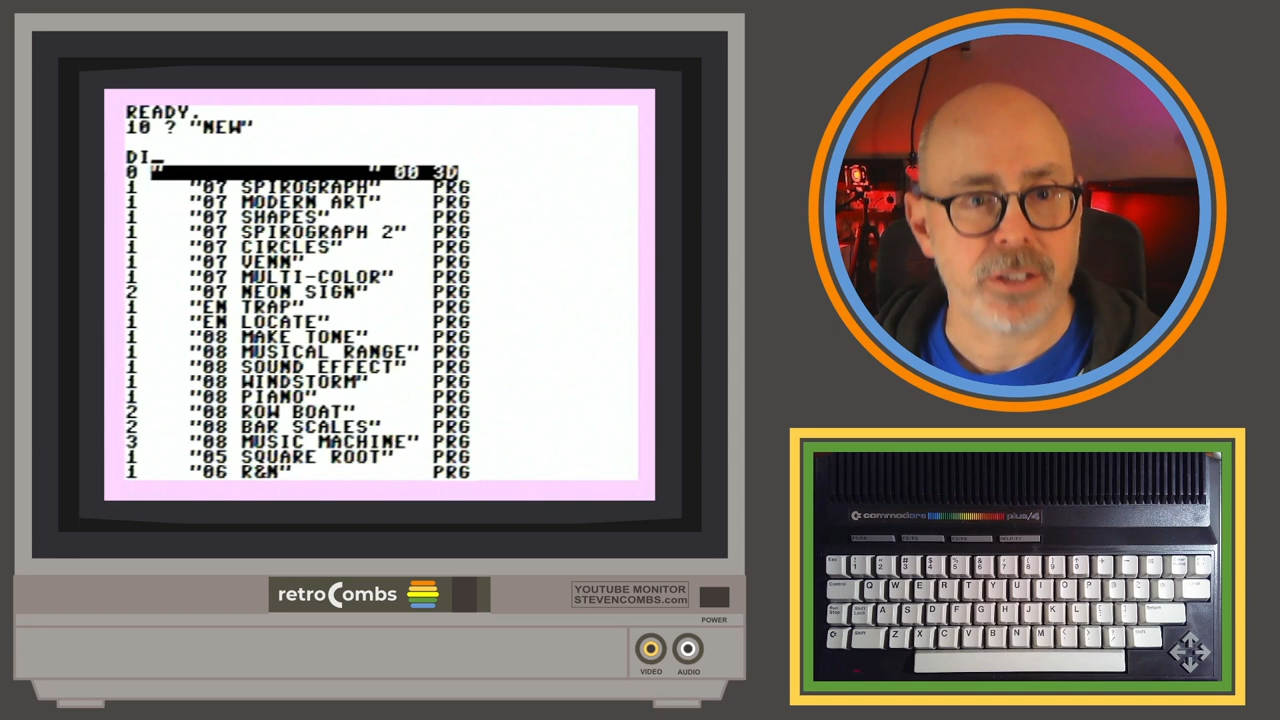 READY.
10 ? "NEW"
DI_
0 " " 00 3D
1 "07 SPIROGRAPH" PRG
1 "07 MODERN ART" PRG
1 "07 SHAPES" PRG
1 "07 SPIROGRAPH 2" PRG
1 "07 CIRCLES" PRG
1 "07 VENN" PRG
1 "07 MULTI-COLOR" PRG
2 "07 NEON SIGN" PRG
1 "EN TRAP" PRG
1 "EN LOCATE" PRG
1 "08 MAKE TONE" PRG
1 "08 MUSICAL RANGE" PRG
1 "08 SOUND EFFECT" PRG
1 "08 WINDSTORM" PRG
1 "08 PIANO" PRG
2 "08 ROW BOAT" PRG
2 "08 BAR SCALES" PRG
3 "08 MUSIC MACHINE" PRG
1 "05 SQUARE ROOT" PRG
1 "06 R&N" PRG
retroCombs
YOUTUBE MONITOR
STEVENCOMBS.com
POWER
VIDEO AUDIO
commodore plus/4
Q W E R T Y U I O P
A S D F G H J K L
Z X C V B N M